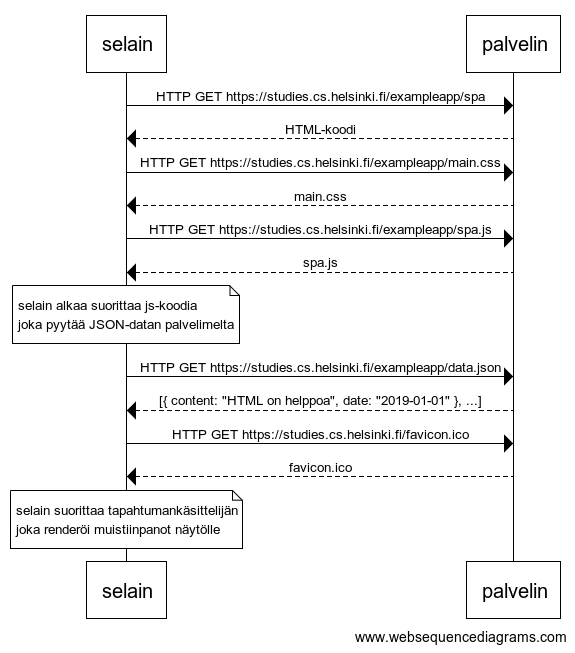 selain palvelin
HTTP GET https://studies.cs.helsinki.fi/exampleapp/spa
HTML-koodi
HTTP GET https://studies.cs.helsinki.fi/exampleapp/main.css
main.css
HTTP GET https://studies.cs.helsinki.fi/exampleapp/spa.js
spa.js
selain alkaa suorittaa js-koodia
joka pyytää JSON-datan palvelimelta
HTTP GET https://studies.cs.helsinki.fi/exampleapp/data.json
[{ content: "HTML on helppoa", date: "2019-01-01" }, ...]
HTTP GET https://studies.cs.helsinki.fi/favicon.ico
favicon.ico
selain suorittaa tapahtumankäsittelijän
joka renderöi muistiinpanot näytölle
selain palvelin
www.websequencediagrams.com